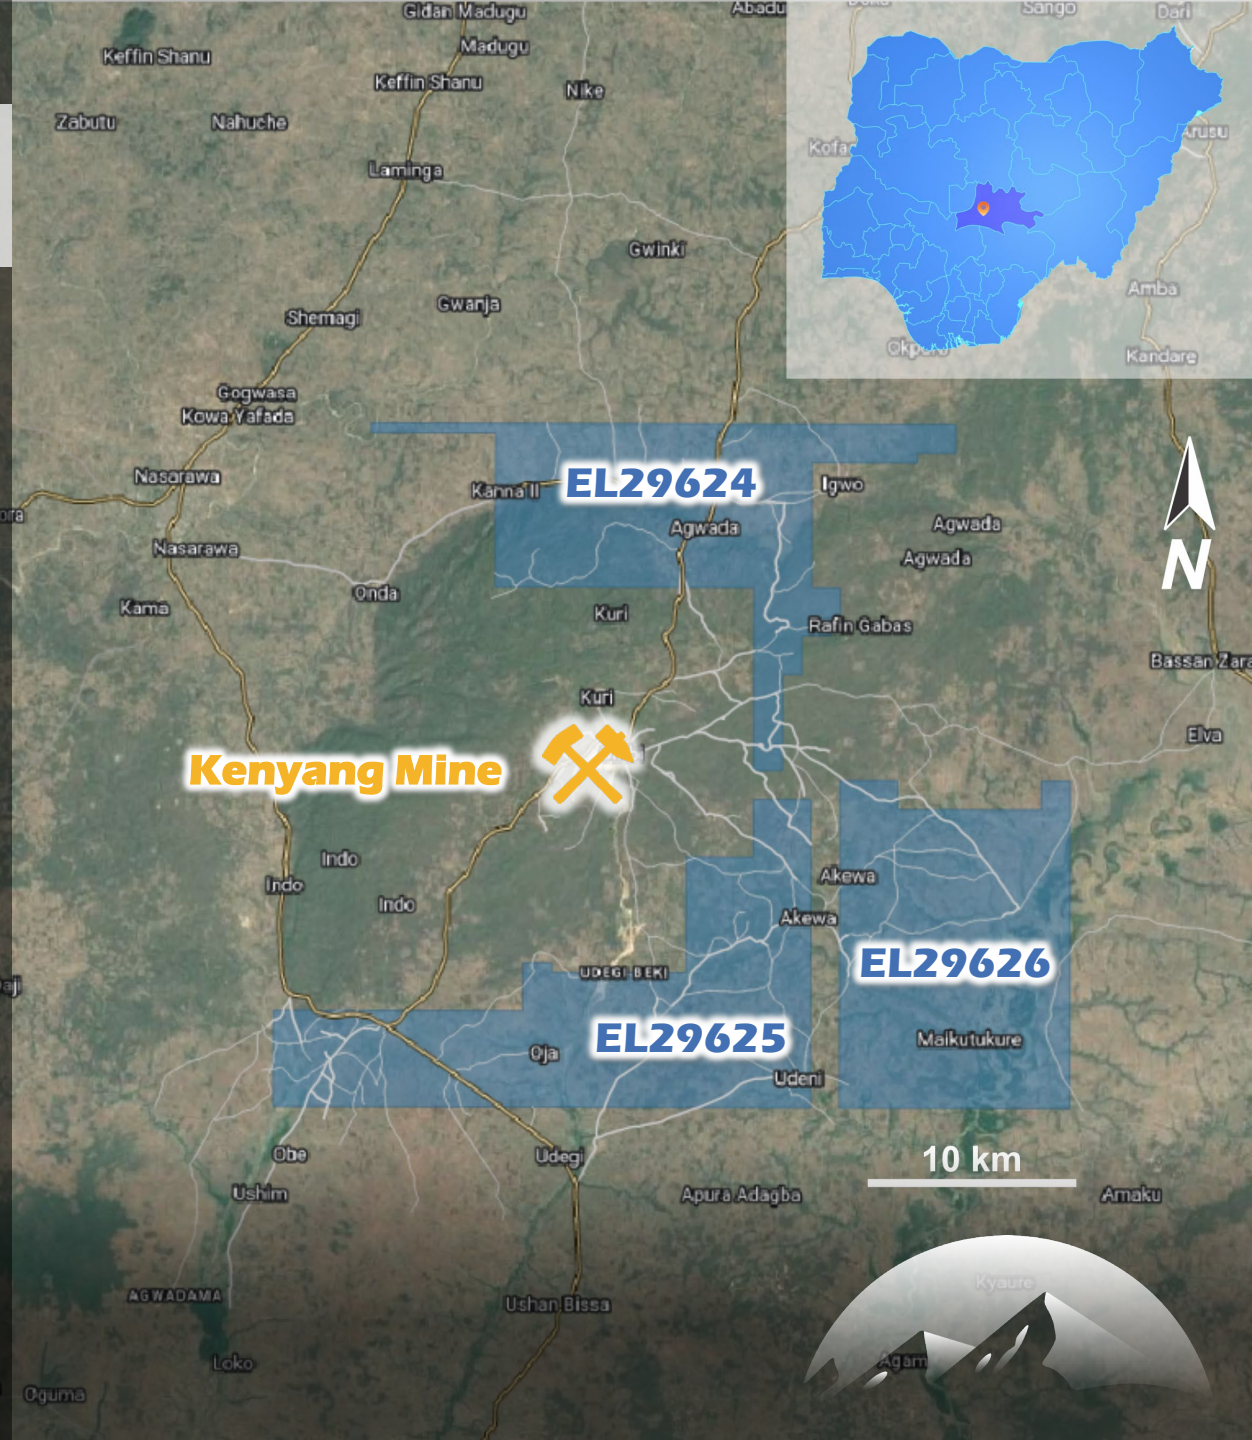 Gidan Madugu
Abadu
Sango
Dari
Keffin Shanu
Madugu
Keffin Shanu
Nike
Zabutu
Nahuche
Arusu
Laminga
Gwinki
Amba
Gwanja
Shemagi
Kandare
Gogwasa
Kowa Yafada
Nasarawa
Kanna II
EL29624
Igwo
Agwada
Agwada
Agwada
Nasarawa
N
Onda
Kama
Kuri
Rafin Gabas
Bassan Zara
Kuri
Elva
Kenyang Mine
Indo
Indo
Indo
Akewa
Akewa
EL29626
UDEGI BEKI
EL29625
Oja
Maikutukure
Udeni
Obe
Udegi
10 km
Ushim
Apura Adagba
Amaku
Kyaure
AGWADAMA
Ushan Bissa
Loko
Agam
Oguma